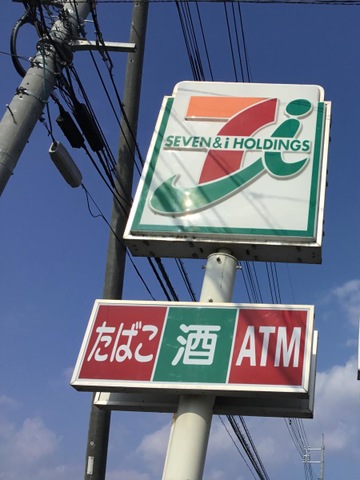 SEVEN & i HOLDINGS
たばこ 酒 ATM